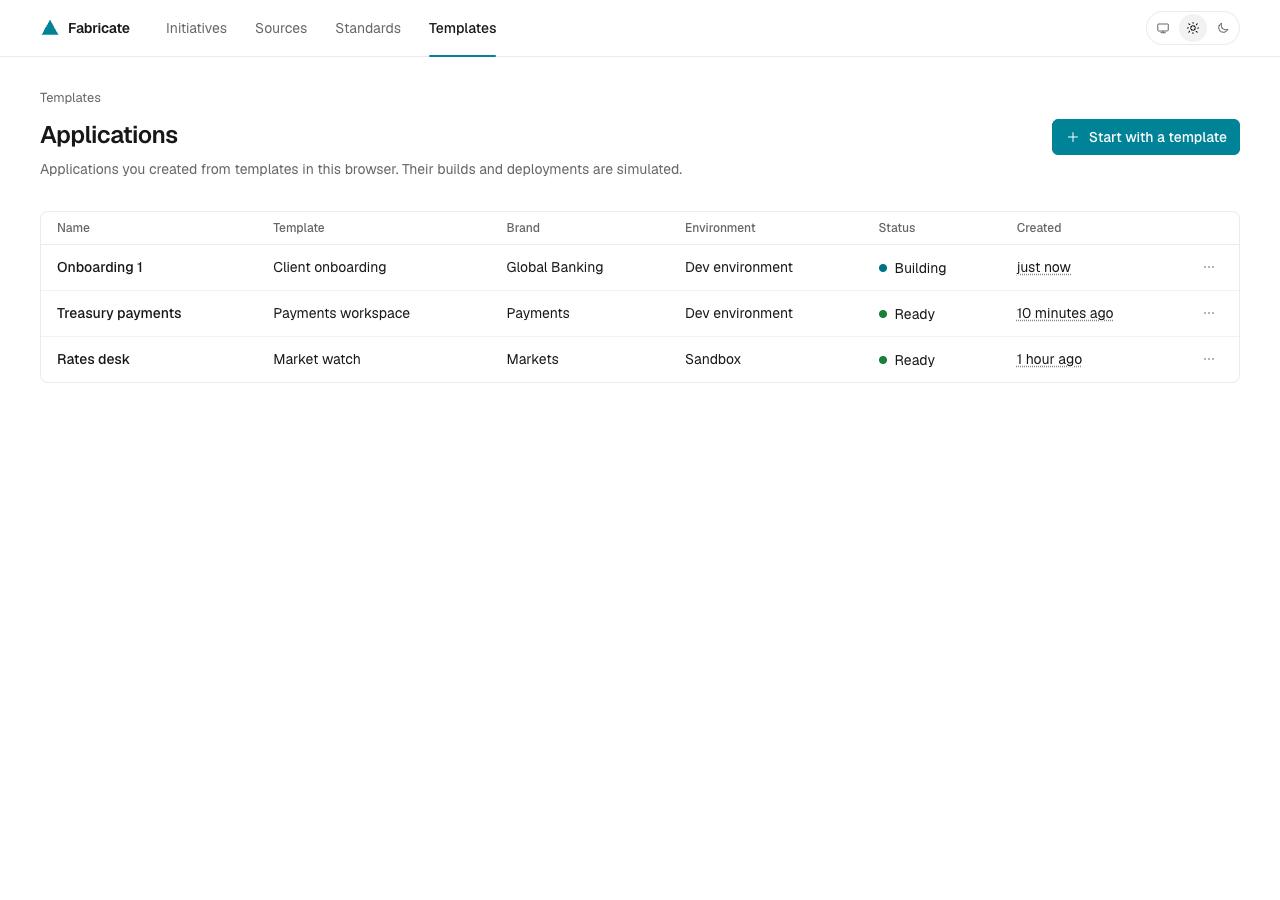 Fabricate Initiatives Sources Standards Templates
Templates
Applications
Start with a template
Applications you created from templates in this browser. Their builds and deployments are simulated.
Name Template Brand Environment Status Created
Onboarding 1 Client onboarding Global Banking Dev environment Building just now
Treasury payments Payments workspace Payments Dev environment Ready 10 minutes ago
Rates desk Market watch Markets Sandbox Ready 1 hour ago